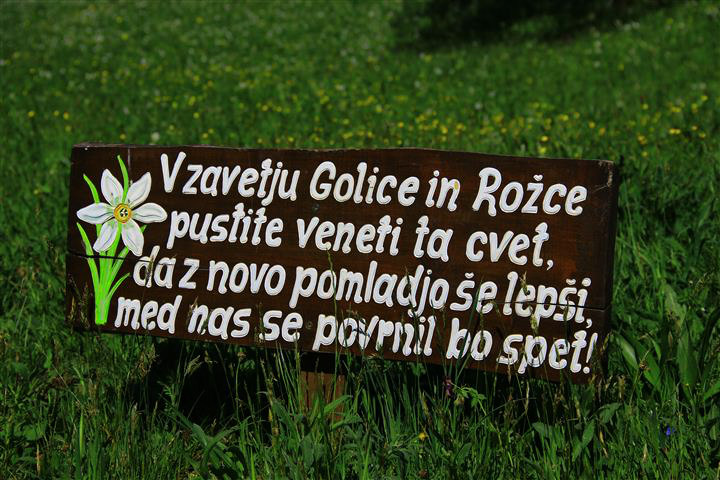 V zavetju Golice in Rožce
pustite veneti ta cvet,
da z novo pomladjo še lepši,
med nas se povrnil bo spet!